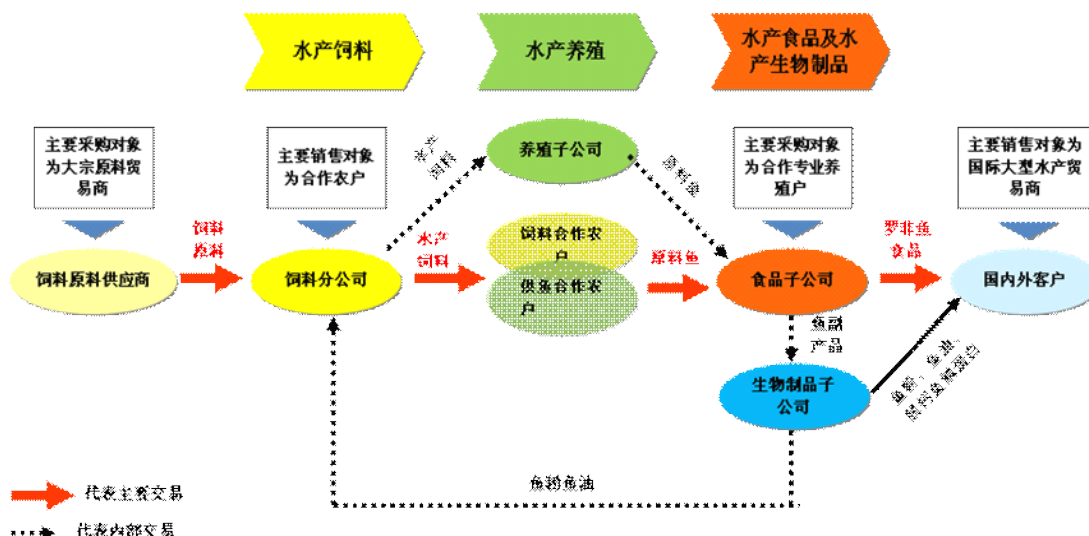 水产饲料
水产养殖
水产食品及水
产生物制品
主要采购对象
为大宗原料贸
易商
主要销售对象
为合作农户
养殖子公司
主要采购对象
为合作专业养
殖户
主要销售对象为
国际大型水产贸
易商
水产
饲料
原料鱼
饲料
原料
水产
饲料
饲料合作农
户
原料鱼
罗非鱼
食品
饲料原料供应商
饲料分公司
供鱼合作农
户
食品子公司
国内外客户
鱼副
产品
生物制品子
公司
鱼粉、鱼油、
鱼粉鱼油
代表主要交易
代表内部交易